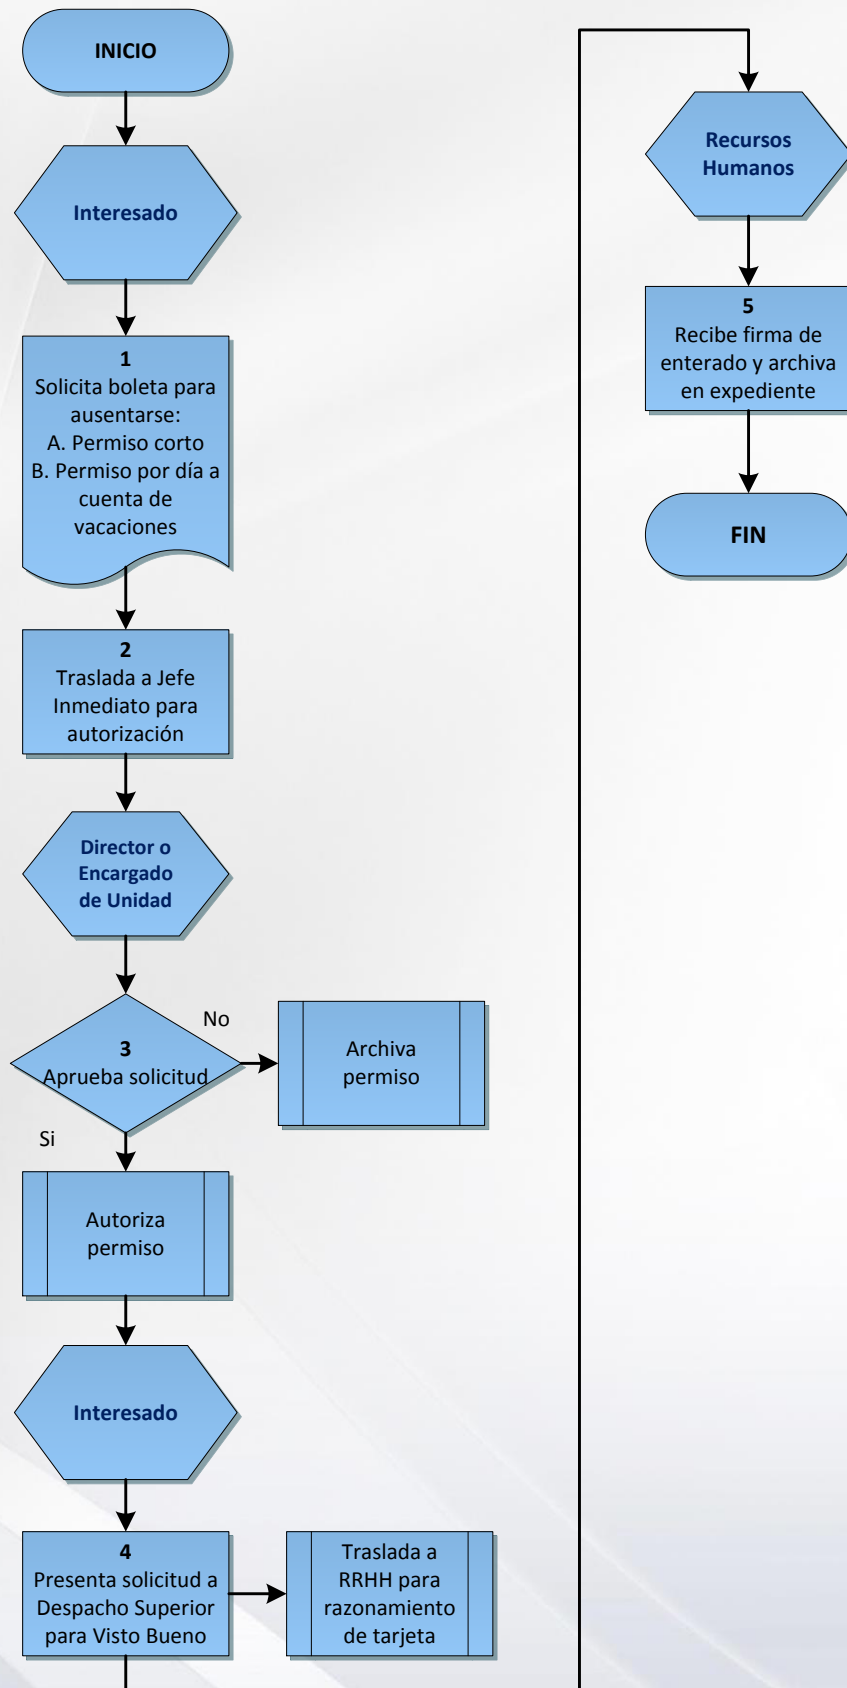 INICIO
Interesado
1
Solicita boleta para
ausentarse:
A. Permiso corto
B. Permiso por día a
cuenta de
vacaciones
2
Traslada a Jefe
Inmediato para
autorización
Director o
Encargado
de Unidad
3
Aprueba solicitud
No
Archiva
permiso
Si
Autoriza
permiso
Interesado
4
Presenta solicitud a
Despacho Superior
para Visto Bueno
Traslada a
RRHH para
razonamiento
de tarjeta
Recursos
Humanos
5
Recibe firma de
enterado y archiva
en expediente
FIN